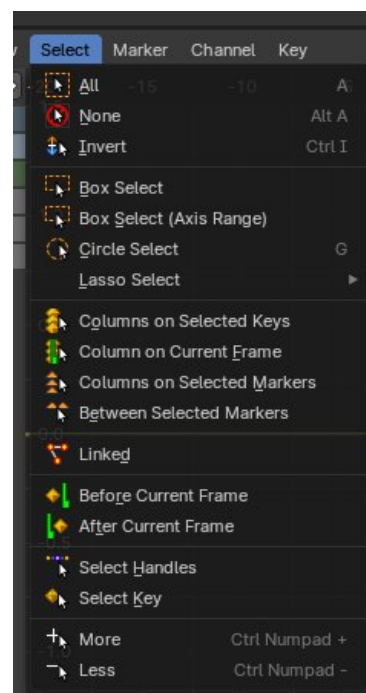 Select Marker Channel Key
All A
None Alt A
Invert Ctrl I
Box Select
Box Select (Axis Range)
Circle Select G
Lasso Select
Columns on Selected Keys
Column on Current Frame
Columns on Selected Markers
Between Selected Markers
Linked
Before Current Frame
After Current Frame
Select Handles
Select Key
More Ctrl Numpad +
Less Ctrl Numpad -